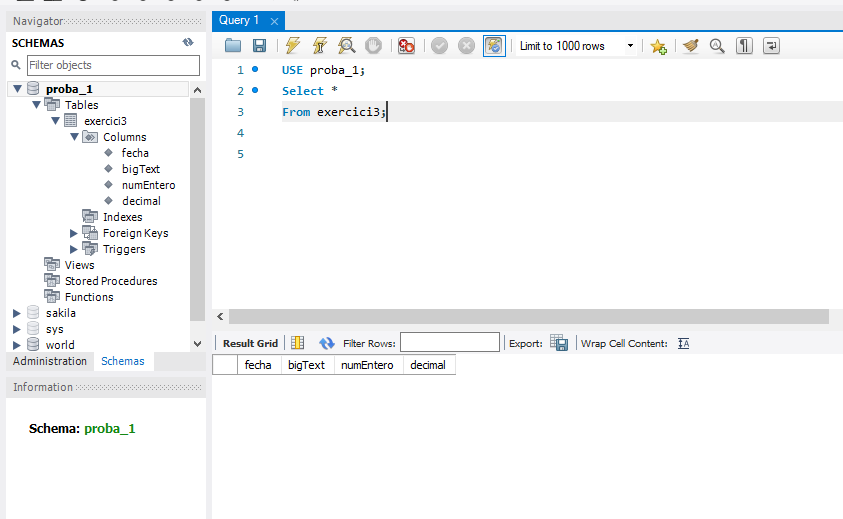 Navigator
SCHEMAS
Filter objects
proba_1
Tables
exercici3
Columns
fecha
bigText
numEntero
decimal
Indexes
Foreign Keys
Triggers
Views
Stored Procedures
Functions
sakila
sys
world
Administration Schemas
Information
Schema: proba_1
Query 1
Limit to 1000 rows
1 USE proba_1;
2 Select *
3 From exercici3;
4
5
Result Grid Filter Rows: Export: Wrap Cell Content:
fecha bigText numEntero decimal